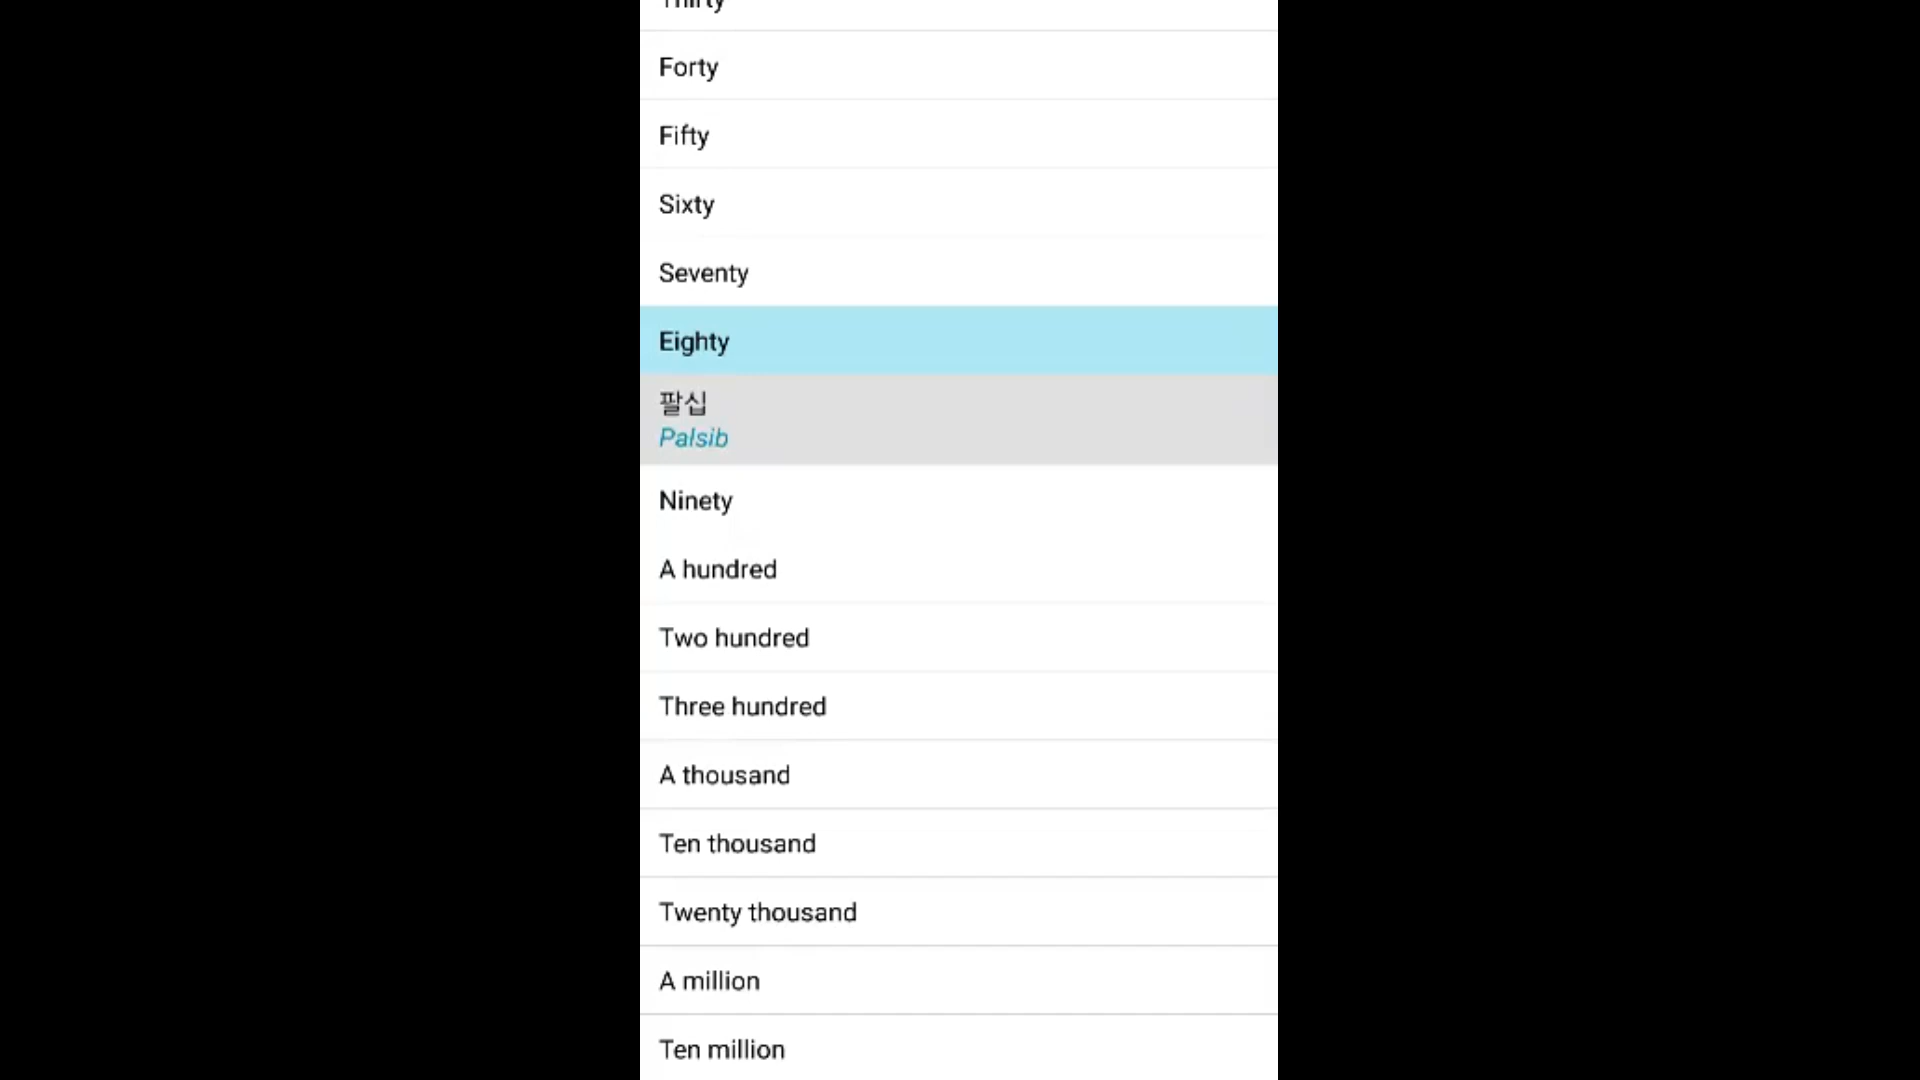 Thirty
Forty
Fifty
Sixty
Seventy
Eighty
팔십
Palsib
Ninety
A hundred
Two hundred
Three hundred
A thousand
Ten thousand
Twenty thousand
A million
Ten million